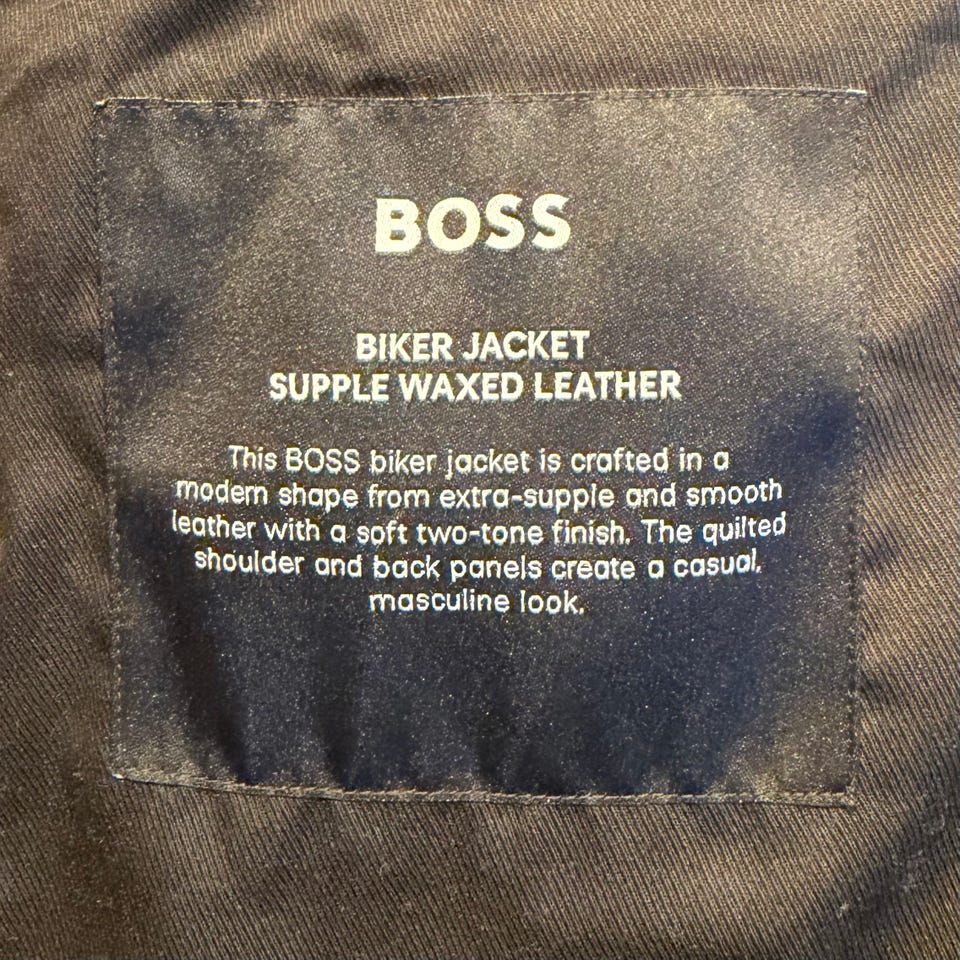 BOSS
BIKER JACKET
SUPPLE WAXED LEATHER
This BOSS biker jacket is crafted in a
modern shape from extra-supple and smooth
leather with a soft two-tone finish. The quilted
shoulder and back panels create a casual,
masculine look.